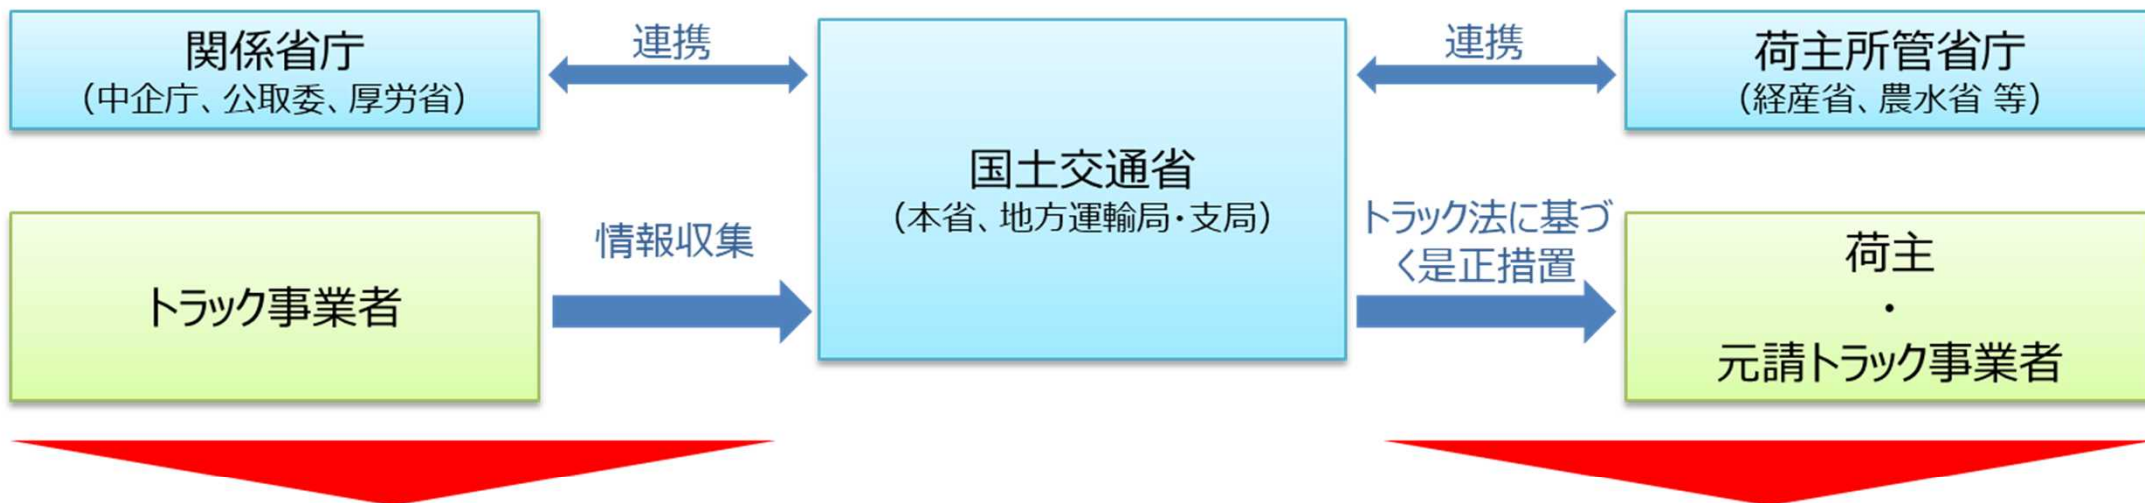 関係省庁
（中企庁、公取委、厚労省）
連携
国土交通省
（本省、地方運輸局・支局）
連携
荷主所管省庁
（経産省、農水省 等）
トラック事業者
情報収集
トラック法に基づ
く是正措置
荷主
・
元請トラック事業者